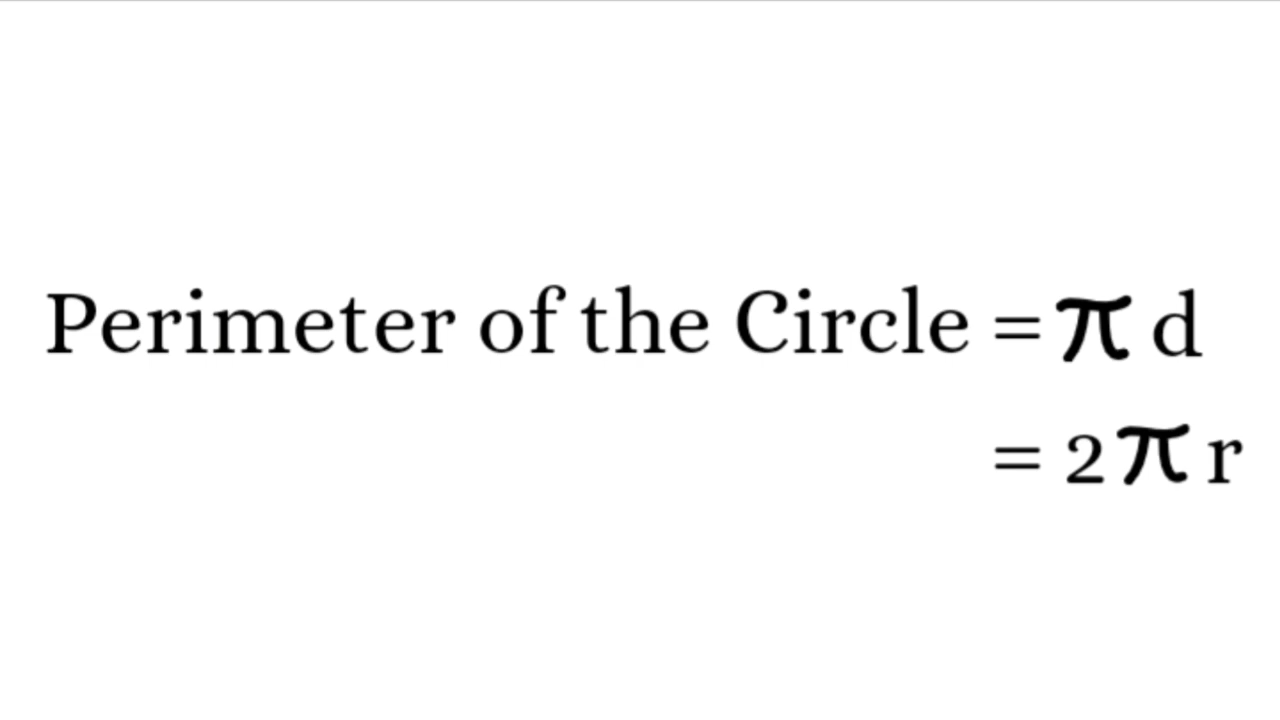 Perimeter of the Circle = π d
= 2 π r